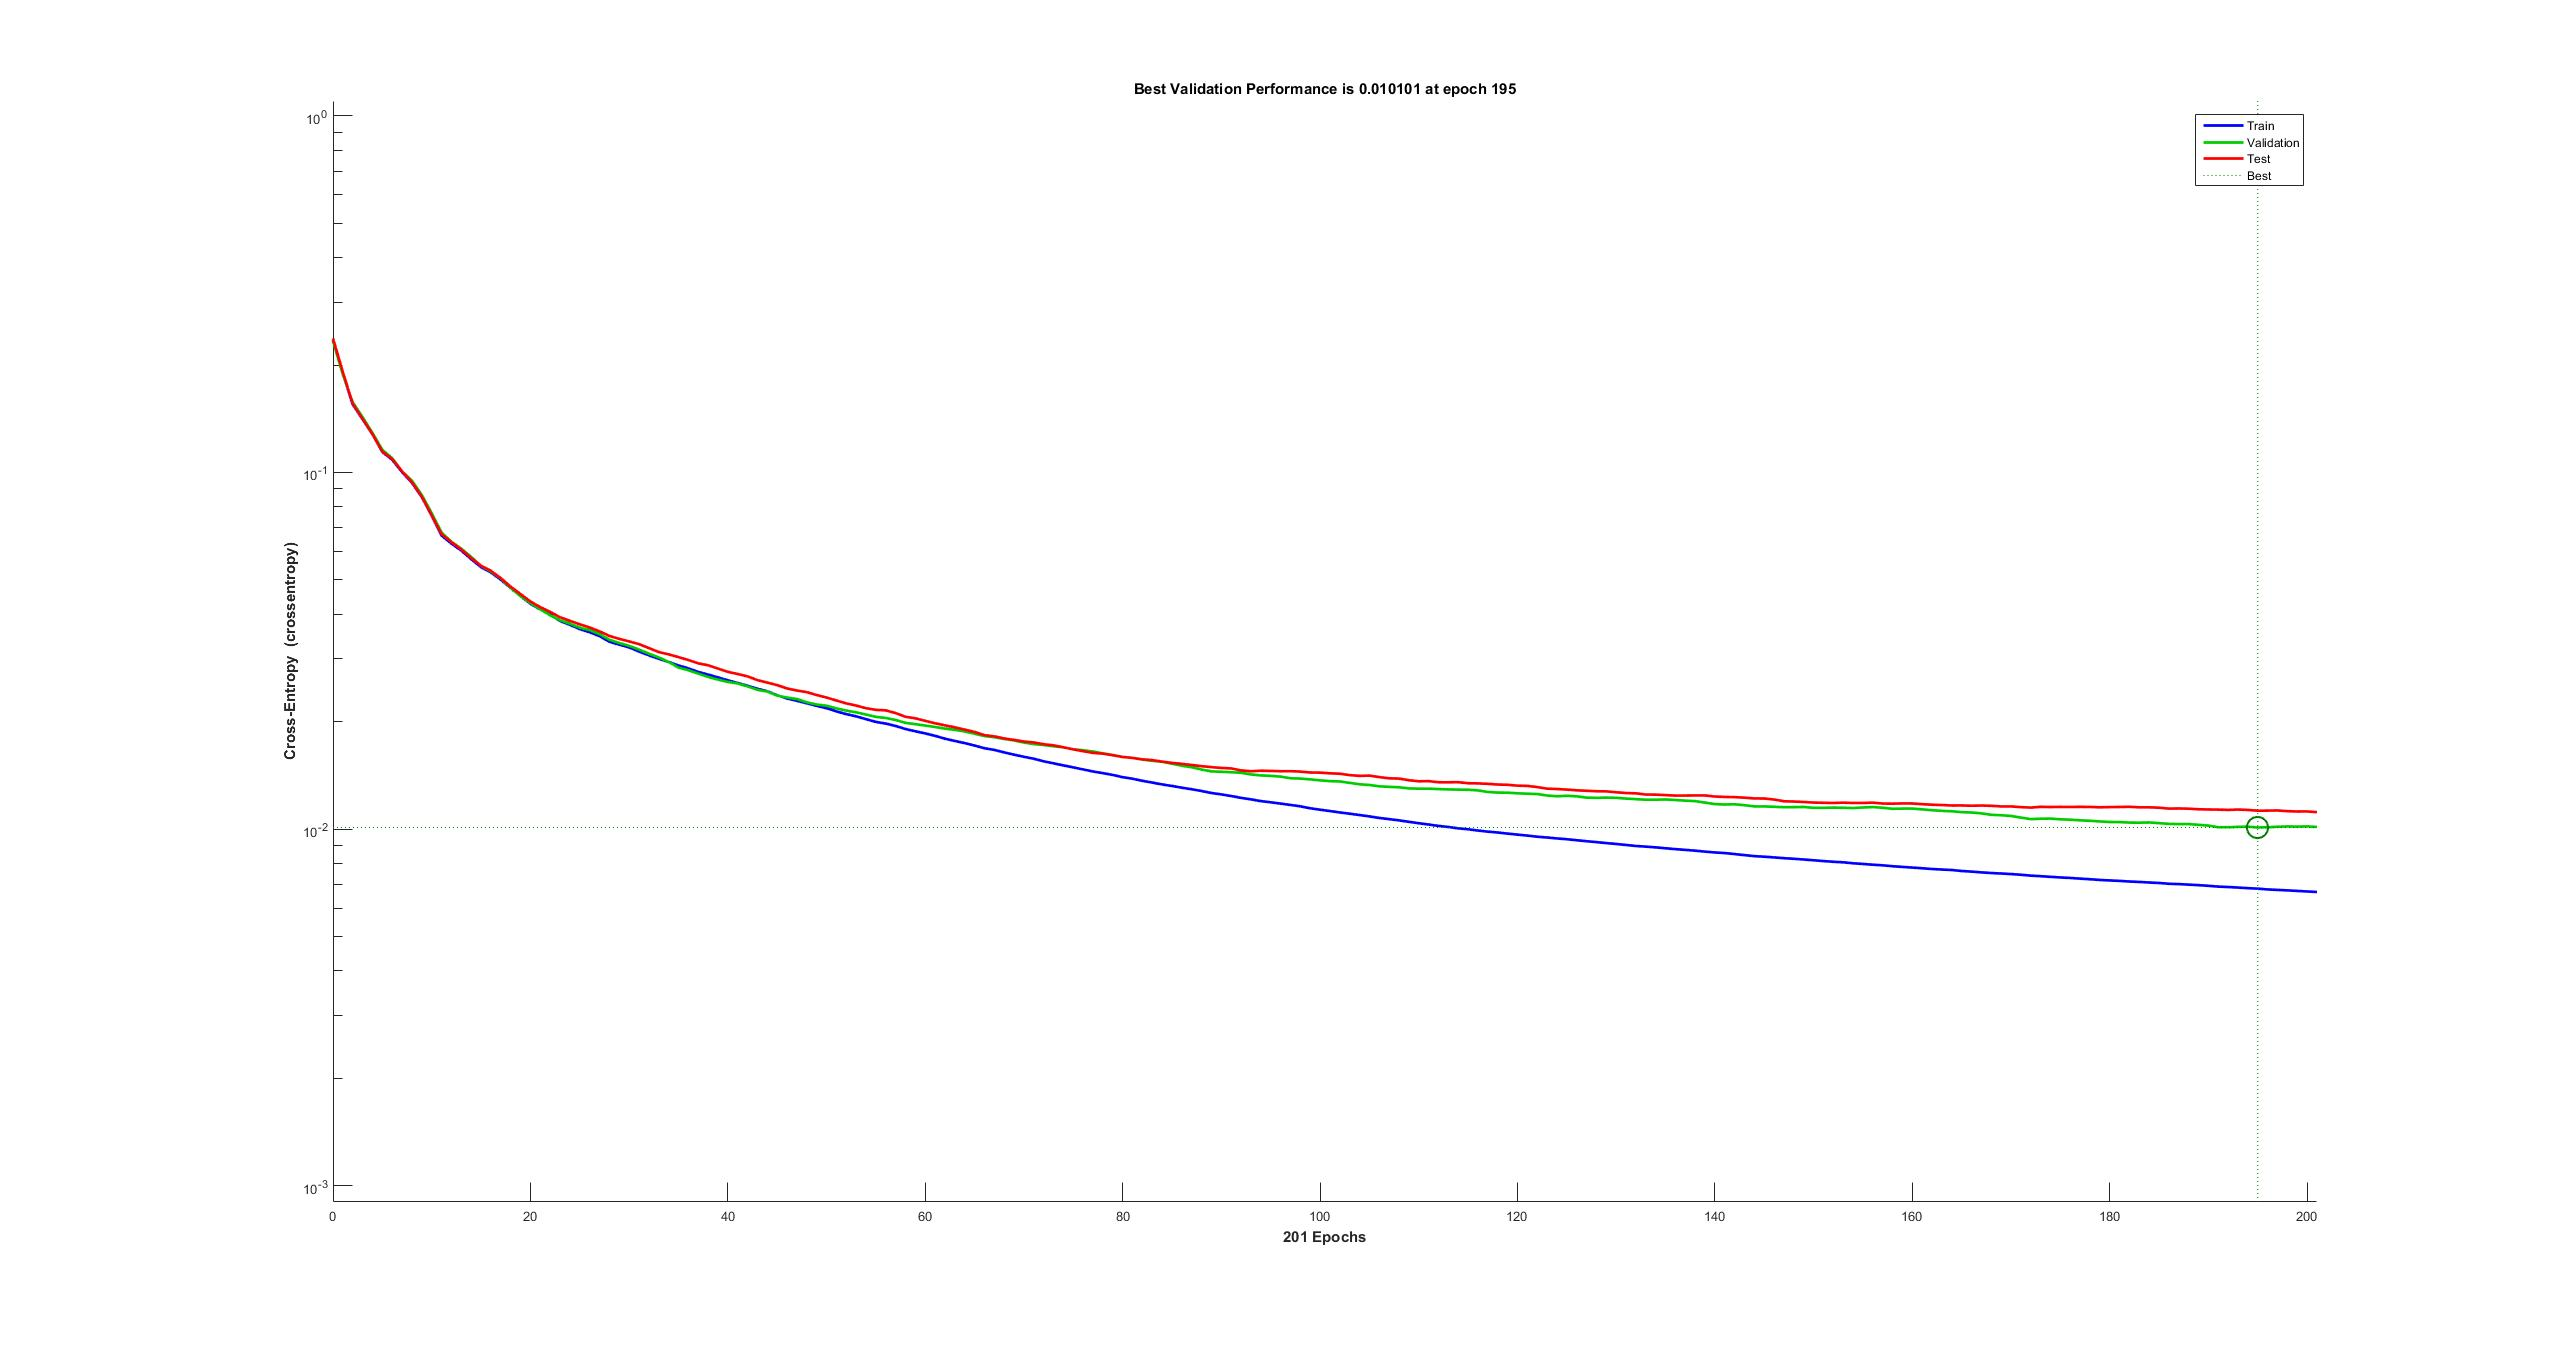 Best Validation Performance is 0.010101 at epoch 195
10^0
Train
Validation
Test
Best
10^-1
Cross-Entropy (crossentropy)
10^-2
10^-3
0 20 40 60 80 100 120 140 160 180 200
201 Epochs